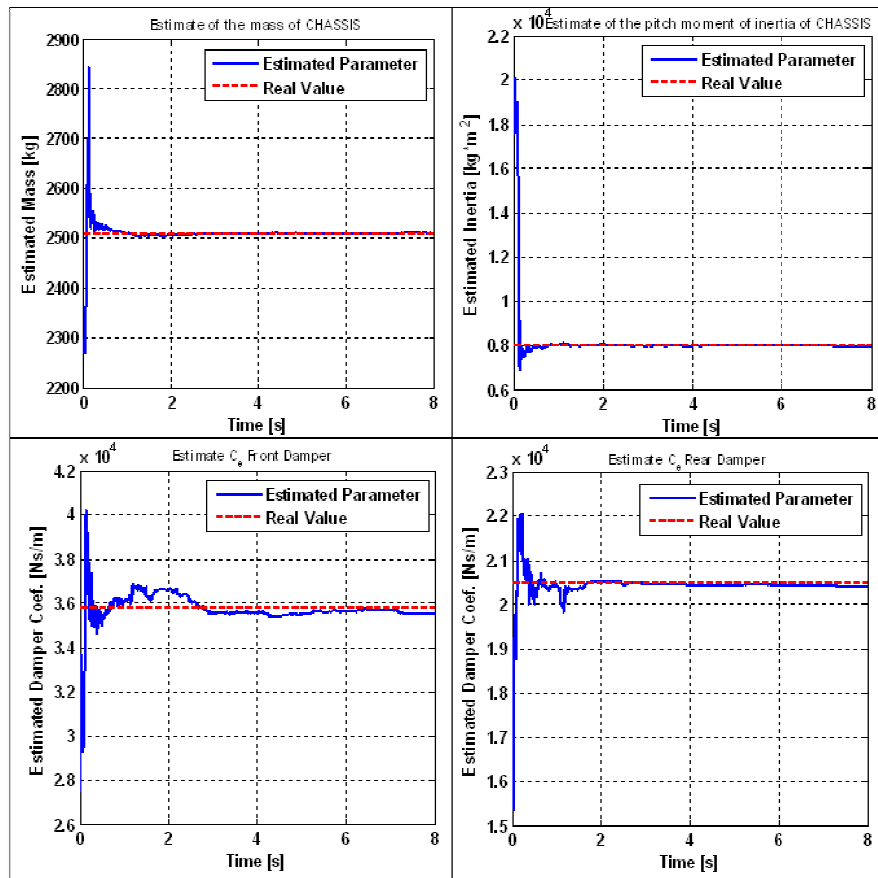 Estimate of the mass of CHASSIS
2900
2800
2700
2600
2500
2400
2300
2200
Estimated Mass [kg]
Estimated Parameter
Real Value
0 2 4 6 8
Time [s]
x 10^4 Estimate of the pitch moment of inertia of CHASSIS
2.2
2
1.8
1.6
1.4
1.2
1
0.8
0.6
Estimated Inertia [kg*m^2]
Estimated Parameter
Real Value
0 2 4 6 8
Time [s]
x 10^4
Estimate C_e Front Damper
4.2
4
3.8
3.6
3.4
3.2
3
2.8
2.6
Estimated Damper Coef. [Ns/m]
Estimated Parameter
Real Value
0 2 4 6 8
Time [s]
x 10^4
Estimate C_e Rear Damper
2.3
2.2
2.1
2
1.9
1.8
1.7
1.6
1.5
Estimated Damper Coef. [Ns/m]
Estimated Parameter
Real Value
0 2 4 6 8
Time [s]